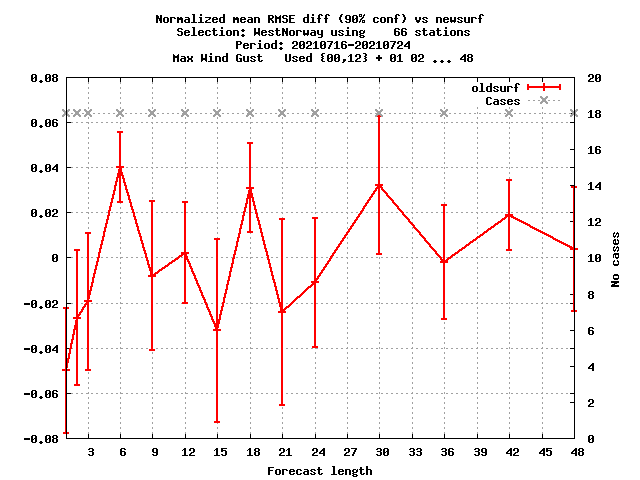 Normalized mean RMSE diff (90% conf) vs newsurf
Selection: WestNorway using    66 stations
Period: 20210716-20210724
Max Wind Gust   Used {00,12} + 01 02 ... 48
oldsurf
Cases
0.08
0.06
0.04
0.02
0
-0.02
-0.04
-0.06
-0.08
20
18
16
14
12
10
8
6
4
2
0
No cases
3 6 9 12 15 18 21 24 27 30 33 36 39 42 45 48
Forecast length